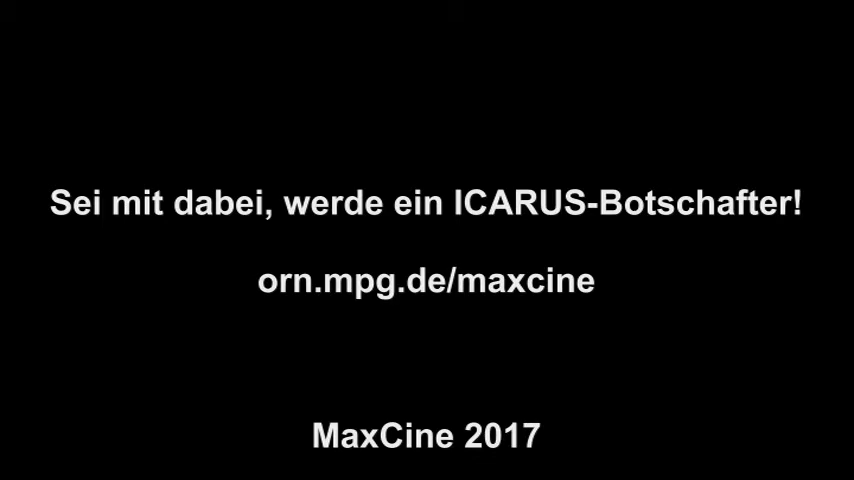 Sei mit dabei, werde ein ICARUS-Botschafter!
orn.mpg.de/maxcine
MaxCine 2017